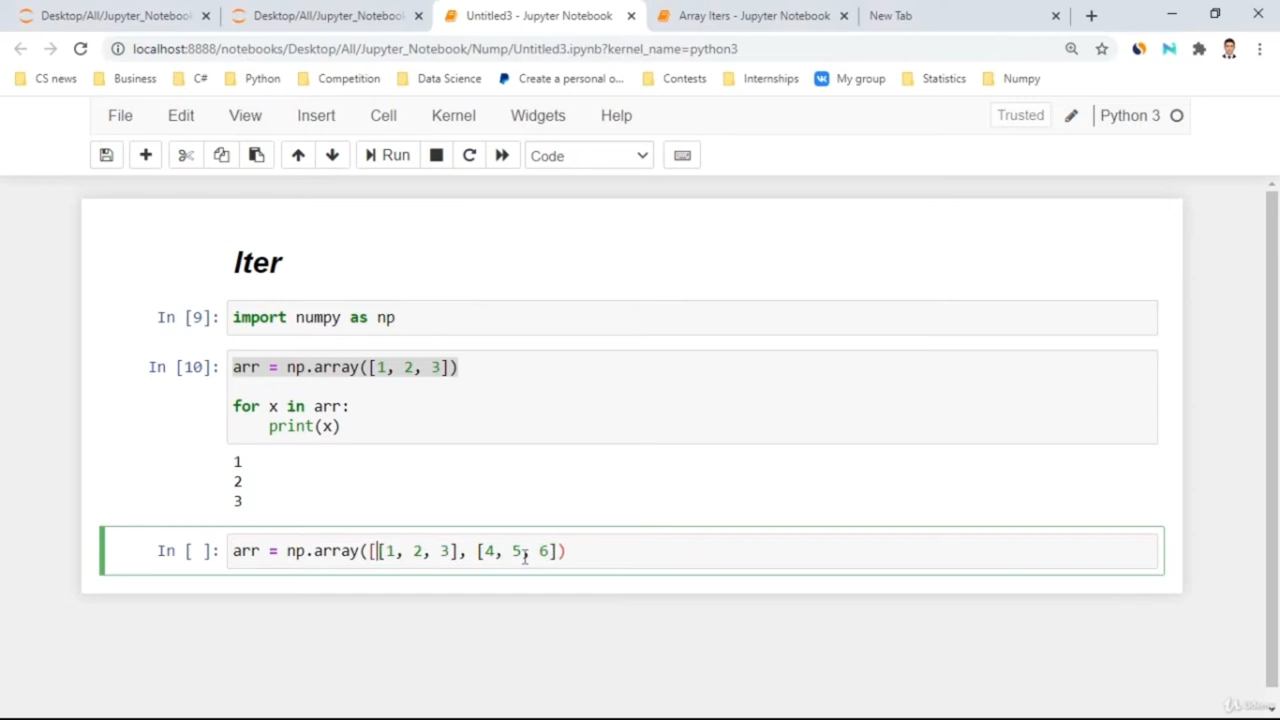 Desktop/All/Jupyter_Notebook
Desktop/All/Jupyter_Notebook
Untitled3 - Jupyter Notebook
Array Iters - Jupyter Notebook
New Tab
localhost:8888/notebooks/Desktop/All/Jupyter_Notebook/Nump/Untitled3.ipynb?kernel_name=python3
CS news Business C# Python Competition Data Science Create a personal o... Contests Internships My group Statistics Numpy
File Edit View Insert Cell Kernel Widgets Help Trusted Python 3
Run Code
Iter
In [9]: import numpy as np
In [10]: arr = np.array([1, 2, 3])
for x in arr:
print(x)
1
2
3
In [ ]: arr = np.array([[1, 2, 3], [4, 5, 6])
Udemy